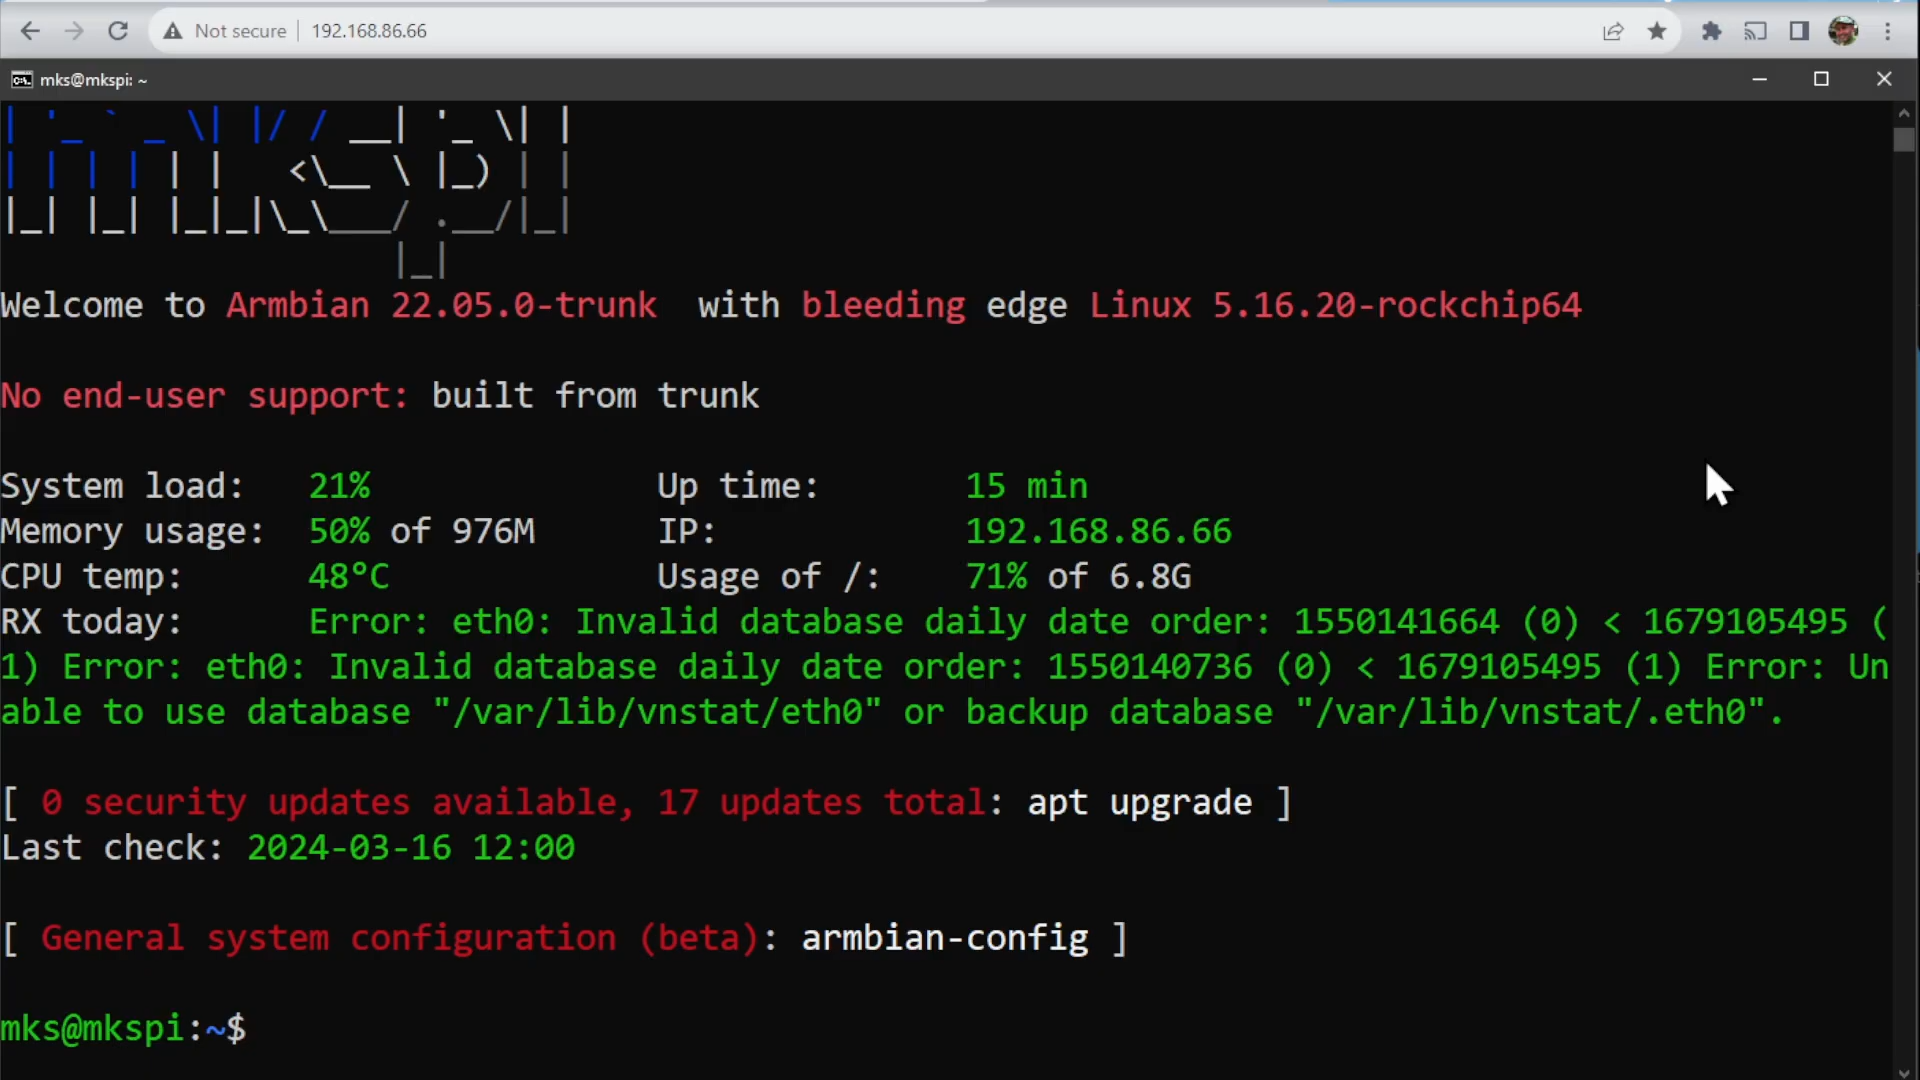 Not secure | 192.168.86.66
mks@mkspi: ~
| '_ ` _ \| |/ / __| '_ \| |
| | | | | |   <\__ \ |_) | |
|_| |_| |_|_|\_\___/ .__/|_|
                   |_|
Welcome to Armbian 22.05.0-trunk with bleeding edge Linux 5.16.20-rockchip64
No end-user support: built from trunk
System load: 21% Up time: 15 min
Memory usage: 50% of 976M IP: 192.168.86.66
CPU temp: 48°C Usage of /: 71% of 6.8G
RX today: Error: eth0: Invalid database daily date order: 1550141664 (0) < 1679105495 (
1) Error: eth0: Invalid database daily date order: 1550140736 (0) < 1679105495 (1) Error: Un
able to use database "/var/lib/vnstat/eth0" or backup database "/var/lib/vnstat/.eth0".
[ 0 security updates available, 17 updates total: apt upgrade ]
Last check: 2024-03-16 12:00
[ General system configuration (beta): armbian-config ]
mks@mkspi:~$